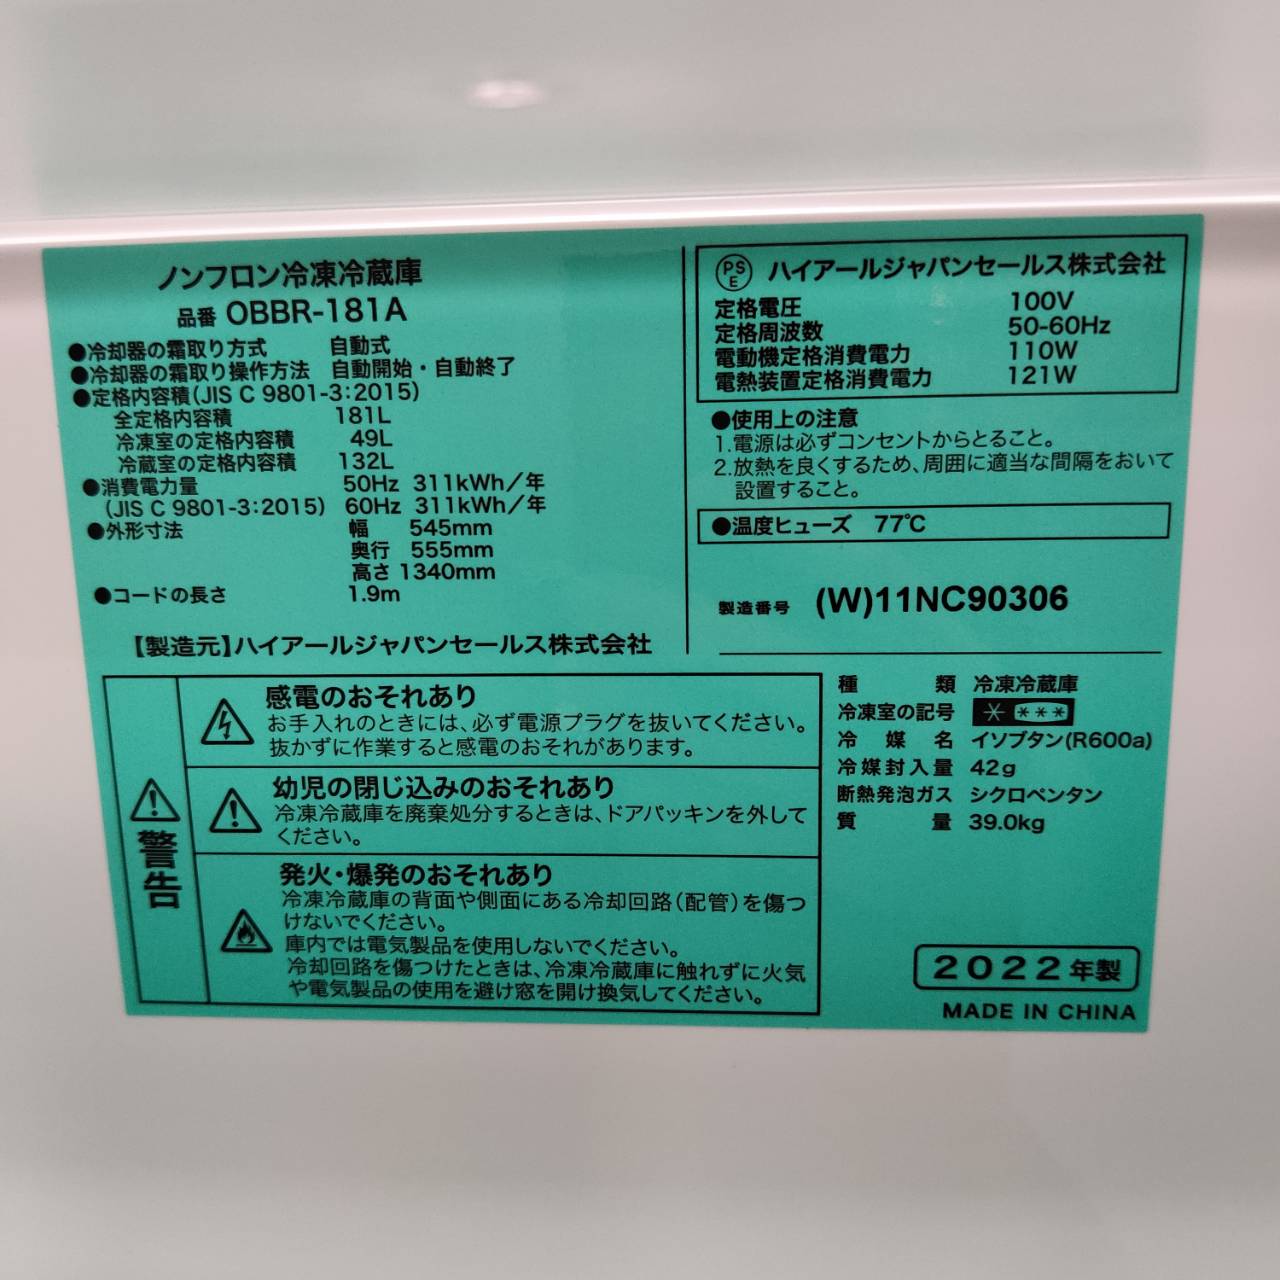 ノンフロン冷凍冷蔵庫
品番 OBBR-181A
●冷却器の霜取り方式 自動式
●冷却器の霜取り操作方法 自動開始・自動終了
●定格内容積(JIS C 9801-3:2015)
全定格内容積 181L
冷凍室の定格内容積 49L
冷蔵室の定格内容積 132L
●消費電力量 50Hz 311kWh/年
(JIS C 9801-3:2015) 60Hz 311kWh/年
●外形寸法 幅 545mm
奥行 555mm
高さ 1340mm
●コードの長さ 1.9m
【製造元】ハイアールジャパンセールス株式会社
PSE ハイアールジャパンセールス株式会社
定格電圧 100V
定格周波数 50-60Hz
電動機定格消費電力 110W
電熱装置定格消費電力 121W
●使用上の注意
1.電源は必ずコンセントからとること。
2.放熱を良くするため、周囲に適当な間隔をおいて
設置すること。
●温度ヒューズ 77℃
製造番号 (W)11NC90306
警告
感電のおそれあり
お手入れのときには、必ず電源プラグを抜いてください。
抜かずに作業すると感電のおそれがあります。
幼児の閉じ込みのおそれあり
冷凍冷蔵庫を廃棄処分するときは、ドアパッキンを外して
ください。
発火・爆発のおそれあり
冷凍冷蔵庫の背面や側面にある冷却回路(配管)を傷つ
けないでください。
庫内では電気製品を使用しないでください。
冷却回路を傷つけたときは、冷凍冷蔵庫に触れずに火気
や電気製品の使用を避け窓を開け換気してください。
種類 冷凍冷蔵庫
冷凍室の記号 * ***
冷媒名 イソブタン(R600a)
冷媒封入量 42g
断熱発泡ガス シクロペンタン
質量 39.0kg
2022年製
MADE IN CHINA